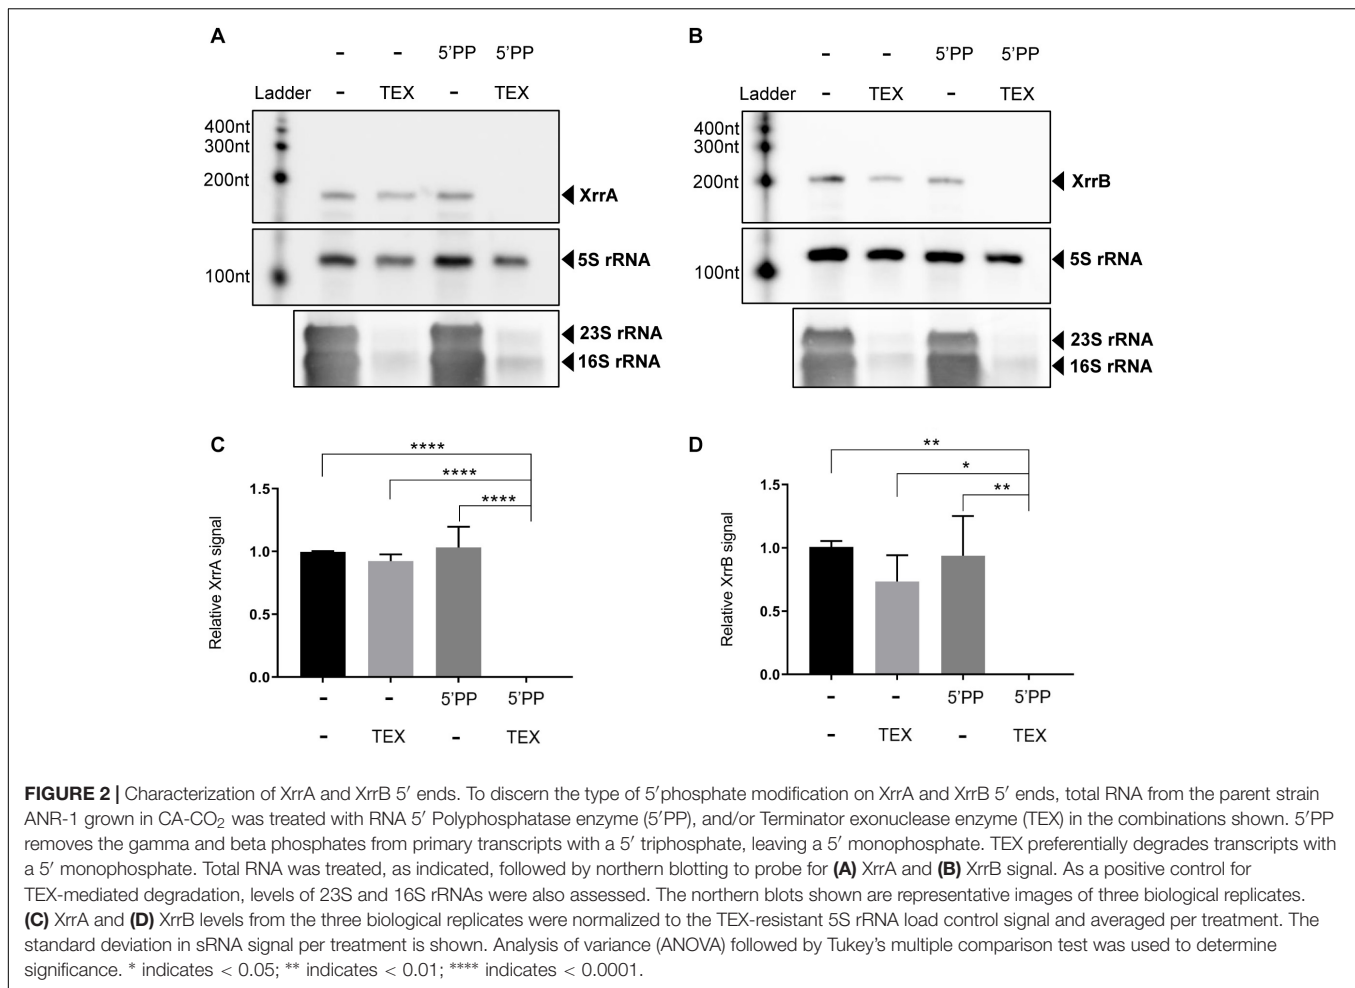 A
- - 5'PP 5'PP
Ladder - TEX - TEX
400nt
300nt
200nt
XrrA
100nt
5S rRNA
23S rRNA
16S rRNA
B
- - 5'PP 5'PP
Ladder - TEX - TEX
400nt
300nt
200nt
XrrB
100nt
5S rRNA
23S rRNA
16S rRNA
C
****
****
****
1.5
1.0
0.5
0.0
Relative XrrA signal
- - 5'PP 5'PP
- TEX - TEX
D
**
*
**
1.5
1.0
0.5
0.0
Relative XrrB signal
- - 5'PP 5'PP
- TEX - TEX
FIGURE 2 | Characterization of XrrA and XrrB 5′ ends. To discern the type of 5′phosphate modification on XrrA and XrrB 5′ ends, total RNA from the parent strain
ANR-1 grown in CA-CO₂ was treated with RNA 5′ Polyphosphatase enzyme (5′PP), and/or Terminator exonuclease enzyme (TEX) in the combinations shown. 5′PP
removes the gamma and beta phosphates from primary transcripts with a 5′ triphosphate, leaving a 5′ monophosphate. TEX preferentially degrades transcripts with
a 5′ monophosphate. Total RNA was treated, as indicated, followed by northern blotting to probe for (A) XrrA and (B) XrrB signal. As a positive control for
TEX-mediated degradation, levels of 23S and 16S rRNAs were also assessed. The northern blots shown are representative images of three biological replicates.
(C) XrrA and (D) XrrB levels from the three biological replicates were normalized to the TEX-resistant 5S rRNA load control signal and averaged per treatment. The
standard deviation in sRNA signal per treatment is shown. Analysis of variance (ANOVA) followed by Tukey's multiple comparison test was used to determine
significance. * indicates < 0.05; ** indicates < 0.01; **** indicates < 0.0001.